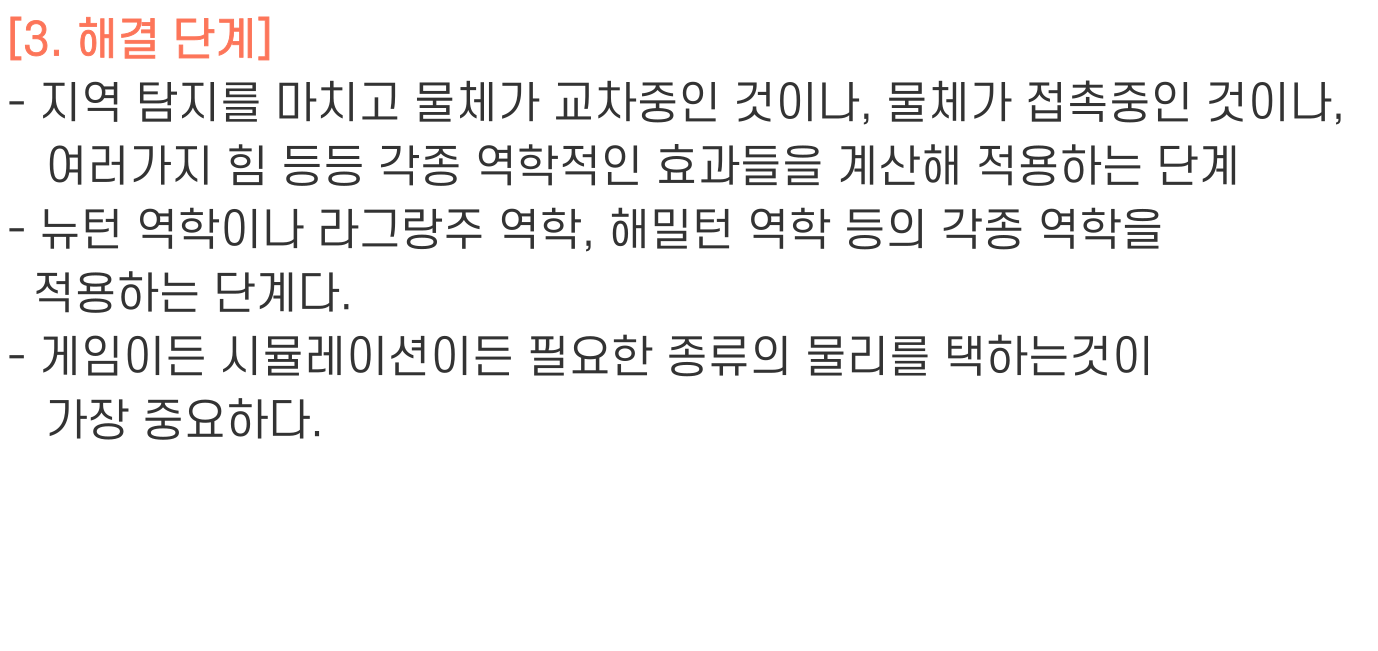 [3. 해결 단계]
- 지역 탐지를 마치고 물체가 교차중인 것이나, 물체가 접촉중인 것이나,
여러가지 힘 등등 각종 역학적인 효과들을 계산해 적용하는 단계
- 뉴턴 역학이나 라그랑주 역학, 해밀턴 역학 등의 각종 역학을
적용하는 단계다.
- 게임이든 시뮬레이션이든 필요한 종류의 물리를 택하는것이
가장 중요하다.